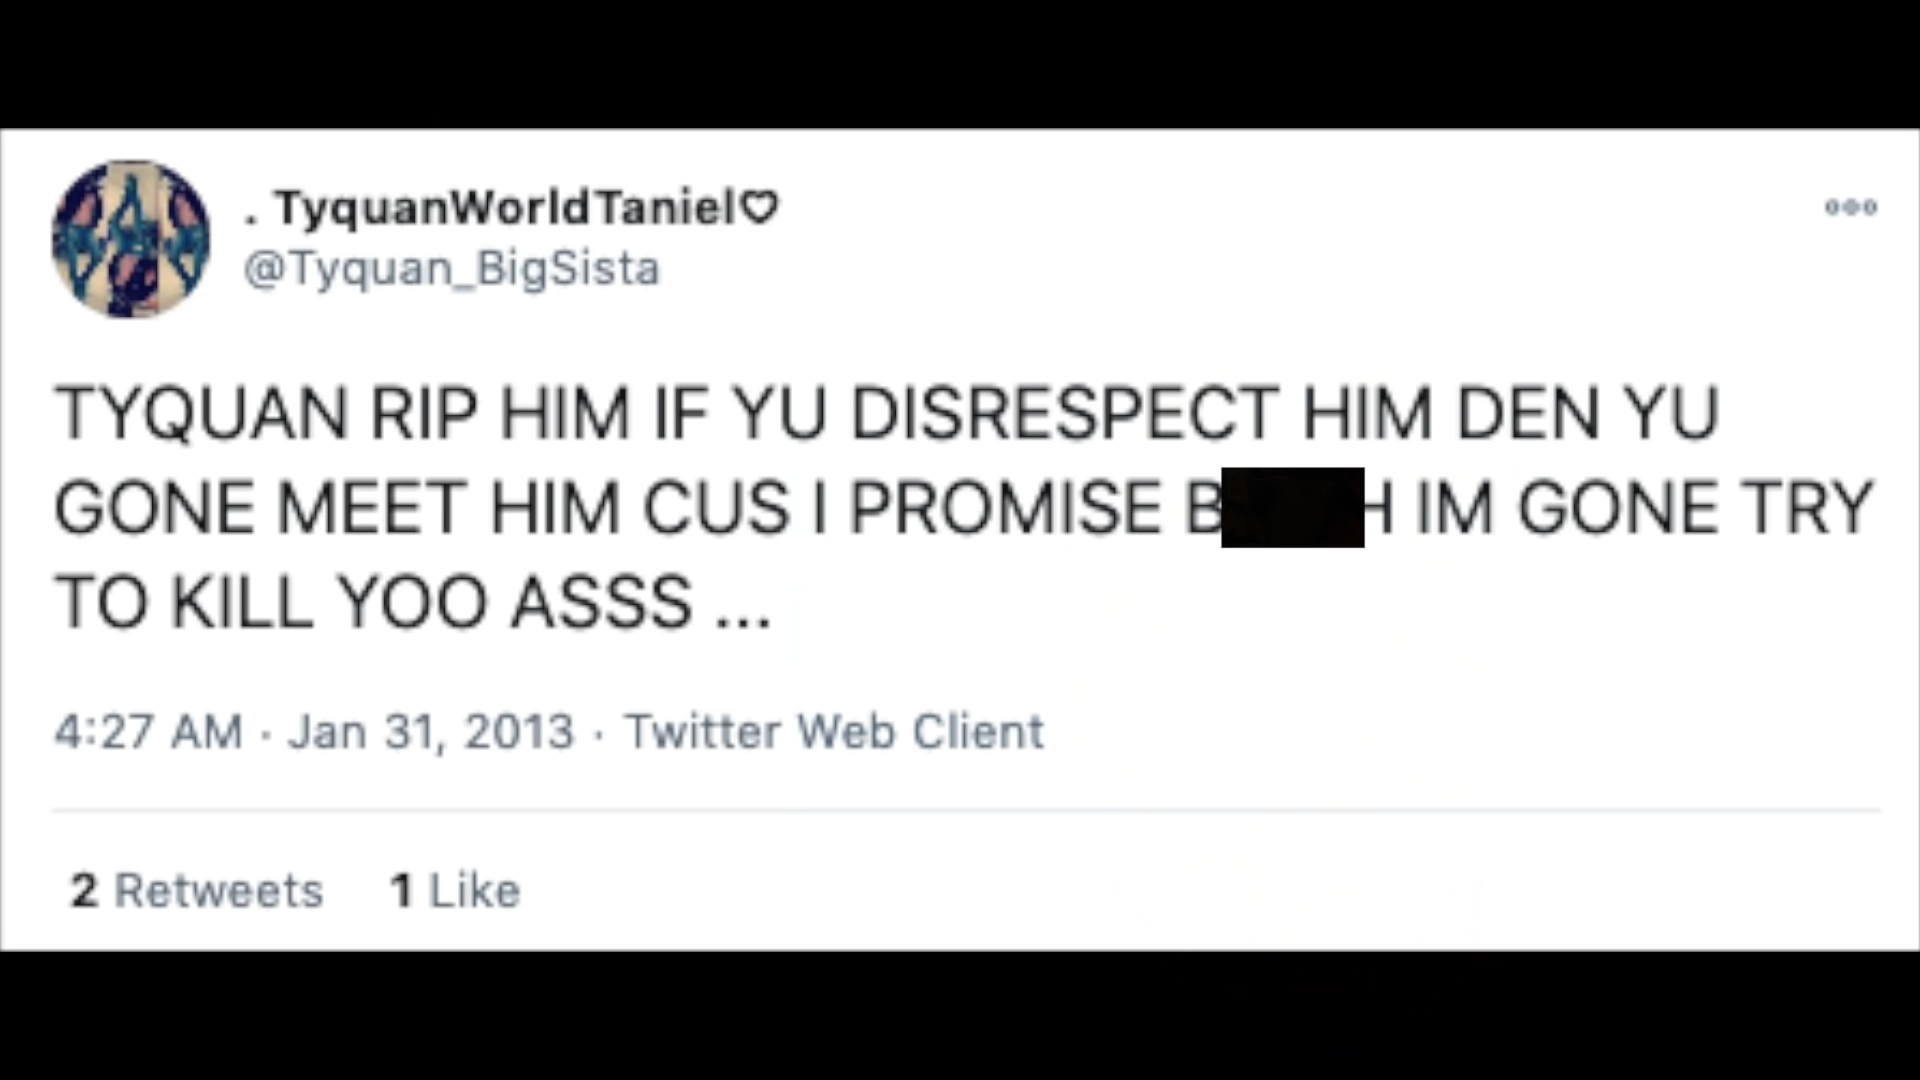 . TyquanWorldTaniel♡
@Tyquan_BigSista
TYQUAN RIP HIM IF YU DISRESPECT HIM DEN YU
GONE MEET HIM CUS I PROMISE B H IM GONE TRY
TO KILL YOO ASSS ...
4:27 AM · Jan 31, 2013 · Twitter Web Client
2 Retweets 1 Like